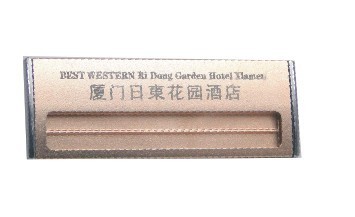 BEST WESTERN Ri Dong Garden Hotel Xiamen
厦门日東花园酒店